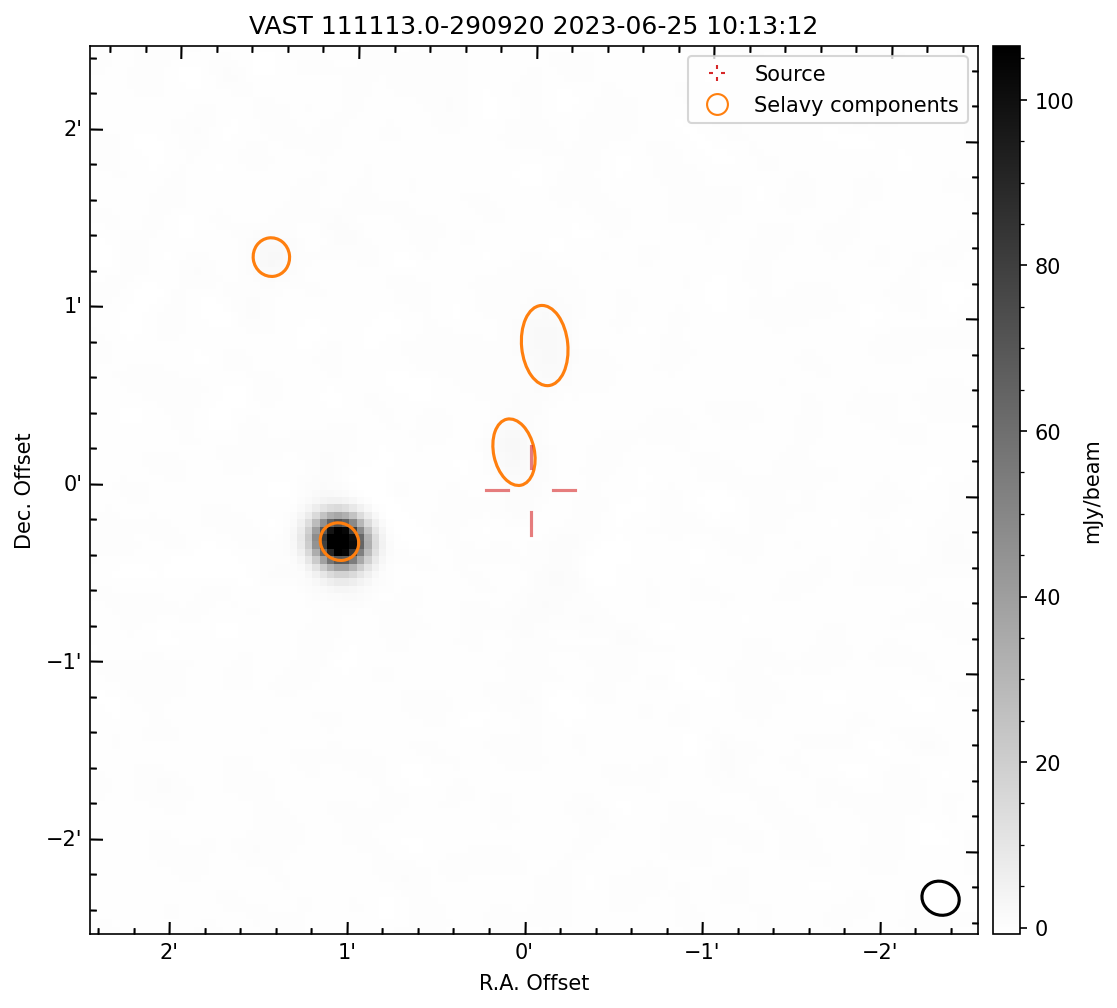 VAST 111113.0-290920 2023-06-25 10:13:12
Source
Selavy components
2'
1'
0'
−1'
−2'
Dec. Offset
2'
1'
0'
−1'
−2'
R.A. Offset
100
80
60
40
20
0
mJy/beam